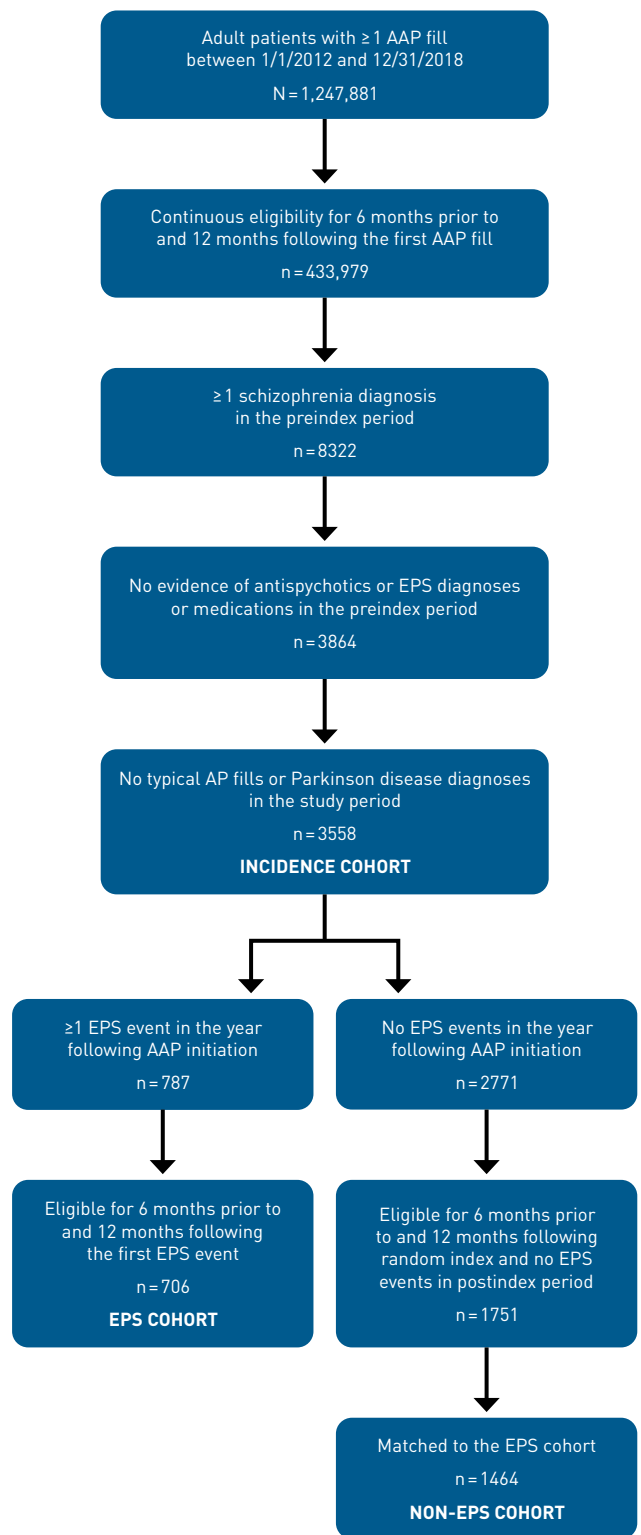 Adult patients with ≥1 AAP fill
between 1/1/2012 and 12/31/2018
N=1,247,881
Continuous eligibility for 6 months prior to
and 12 months following the first AAP fill
n=433,979
≥1 schizophrenia diagnosis
in the preindex period
n=8322
No evidence of antispychotics or EPS diagnoses
or medications in the preindex period
n=3864
No typical AP fills or Parkinson disease diagnoses
in the study period
n=3558
INCIDENCE COHORT
≥1 EPS event in the year
following AAP initiation
n=787
No EPS events in the year
following AAP initiation
n=2771
Eligible for 6 months prior to
and 12 months following
the first EPS event
n=706
EPS COHORT
Eligible for 6 months prior
to and 12 months following
random index and no EPS
events in postindex period
n=1751
Matched to the EPS cohort
n=1464
NON-EPS COHORT